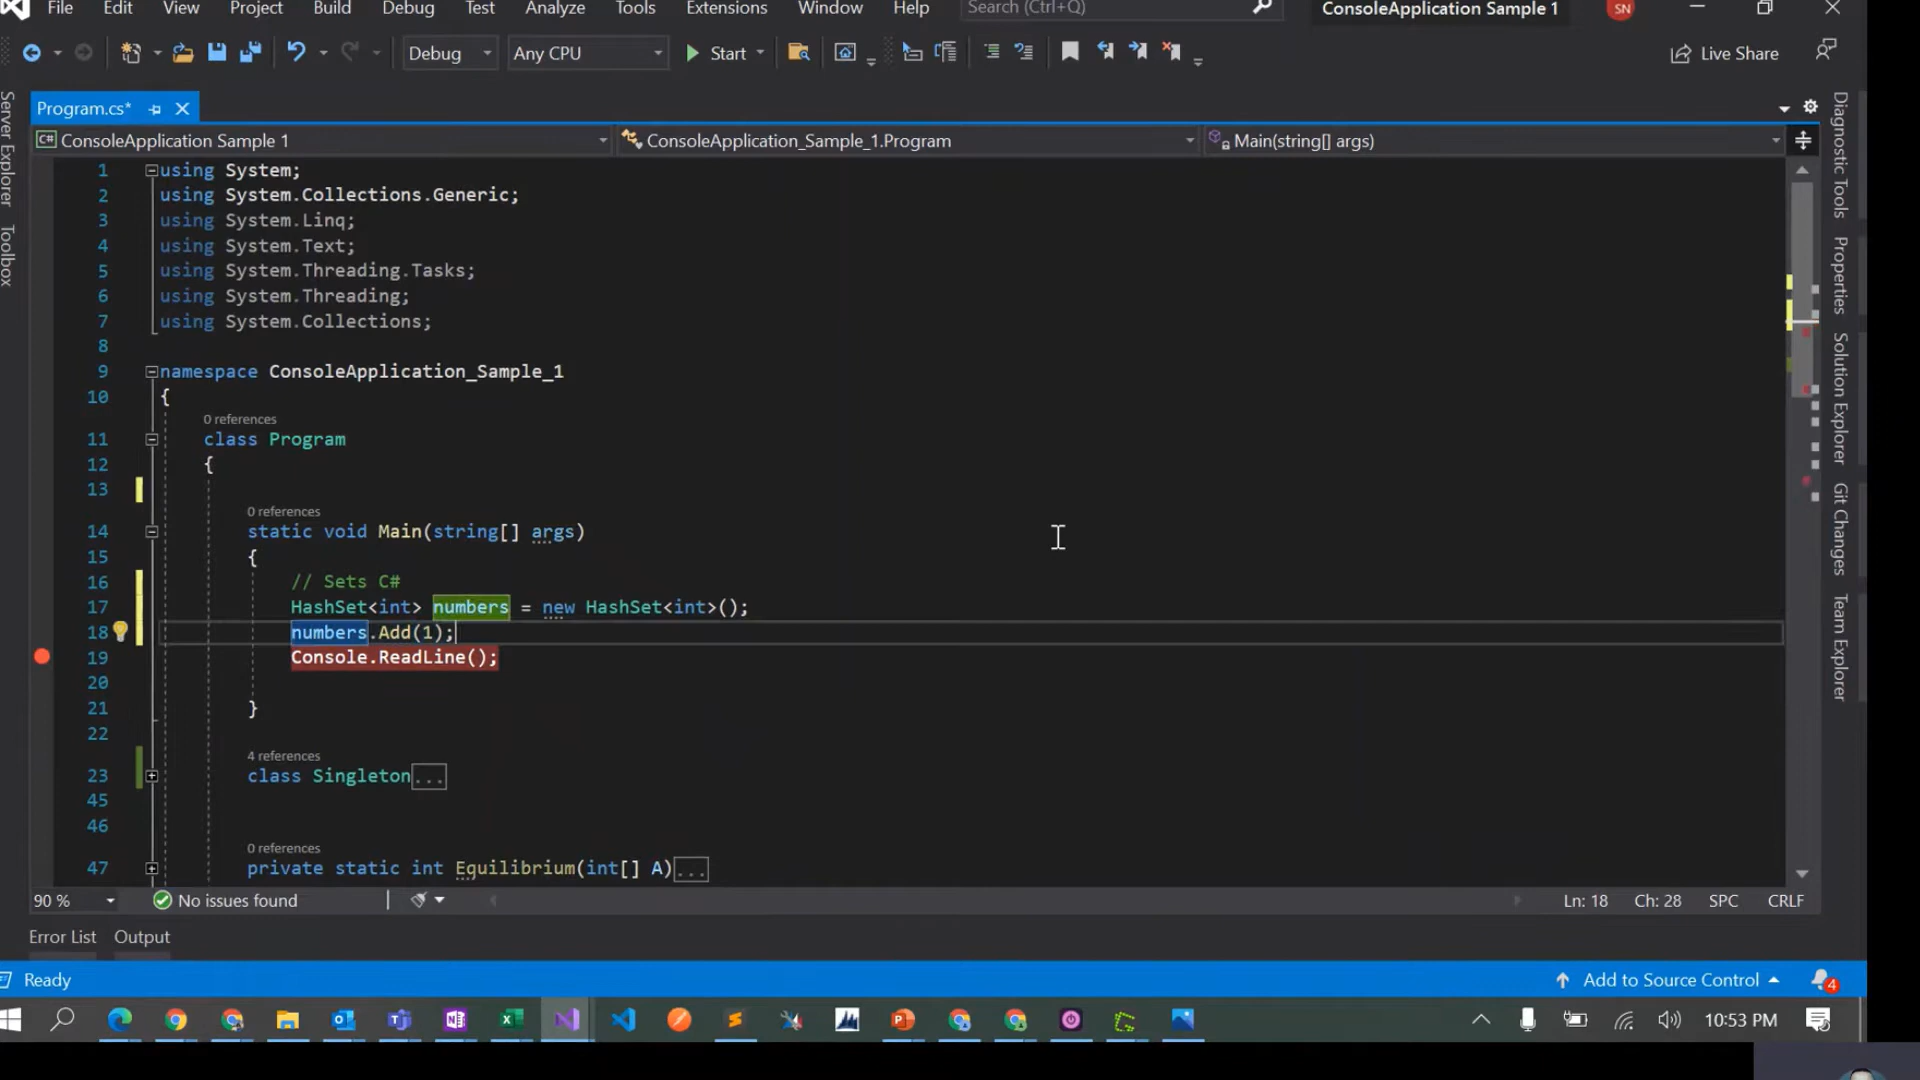 File Edit View Project Build Debug Test Analyze Tools Extensions Window Help Search (Ctrl+Q) ConsoleApplication Sample 1 SN
Debug Any CPU Start Live Share
Program.cs*
C# ConsoleApplication Sample 1 ConsoleApplication_Sample_1.Program Main(string[] args)
Server Explorer
Toolbox
1 using System;
2 using System.Collections.Generic;
3 using System.Linq;
4 using System.Text;
5 using System.Threading.Tasks;
6 using System.Threading;
7 using System.Collections;
8
9 namespace ConsoleApplication_Sample_1
10 {
0 references
11 class Program
12 {
13
0 references
14 static void Main(string[] args)
15 {
16 // Sets C#
17 HashSet<int> numbers = new HashSet<int>();
18 numbers.Add(1);
19 Console.ReadLine();
20
21 }
22
4 references
23 class Singleton...
45
46
0 references
47 private static int Equilibrium(int[] A)...
Diagnostic Tools
Properties
Solution Explorer
Git Changes
Team Explorer
90 % No issues found Ln: 18 Ch: 28 SPC CRLF
Error List Output
Ready Add to Source Control 4
10:53 PM